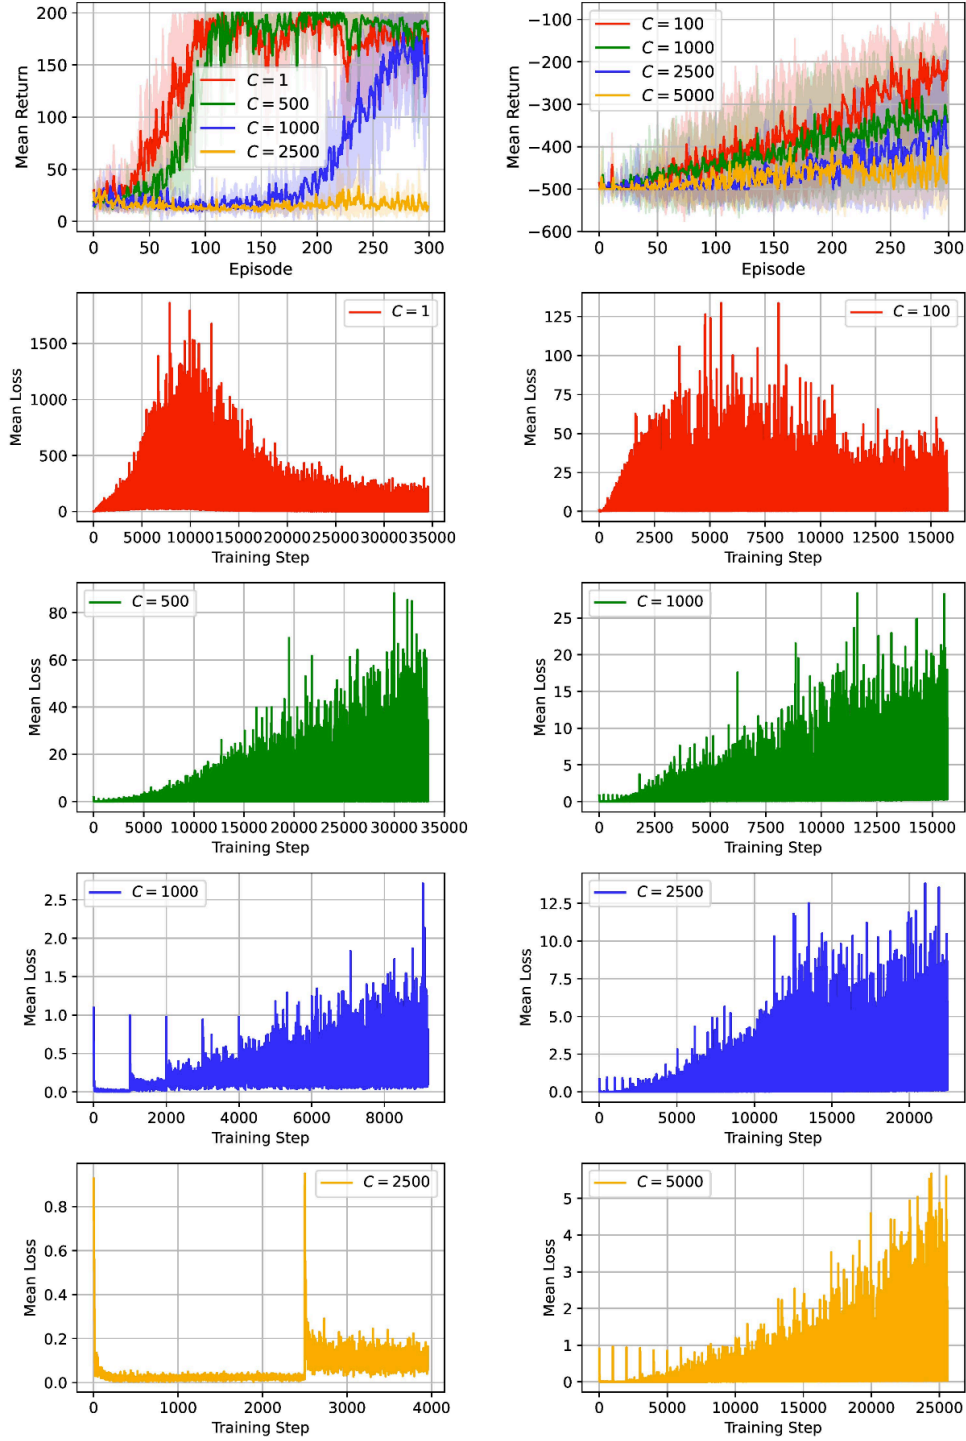 200
150
100
50
0
Mean Return
C = 1
C = 500
C = 1000
C = 2500
0 50 100 150 200 250 300
Episode
−100
−200
−300
−400
−500
−600
Mean Return
C = 100
C = 1000
C = 2500
C = 5000
0 50 100 150 200 250 300
Episode
1500
1000
500
0
Mean Loss
C = 1
0 5000 10000 15000 20000 25000 30000 35000
Training Step
125
100
75
50
25
0
Mean Loss
C = 100
0 2500 5000 7500 10000 12500 15000
Training Step
80
60
40
20
0
Mean Loss
C = 500
0 5000 10000 15000 20000 25000 30000 35000
Training Step
25
20
15
10
5
0
Mean Loss
C = 1000
0 2500 5000 7500 10000 12500 15000
Training Step
2.5
2.0
1.5
1.0
0.5
0.0
Mean Loss
C = 1000
0 2000 4000 6000 8000
Training Step
12.5
10.0
7.5
5.0
2.5
0.0
Mean Loss
C = 2500
0 5000 10000 15000 20000
Training Step
0.8
0.6
0.4
0.2
0.0
Mean Loss
C = 2500
0 1000 2000 3000 4000
Training Step
5
4
3
2
1
0
Mean Loss
C = 5000
0 5000 10000 15000 20000 25000
Training Step